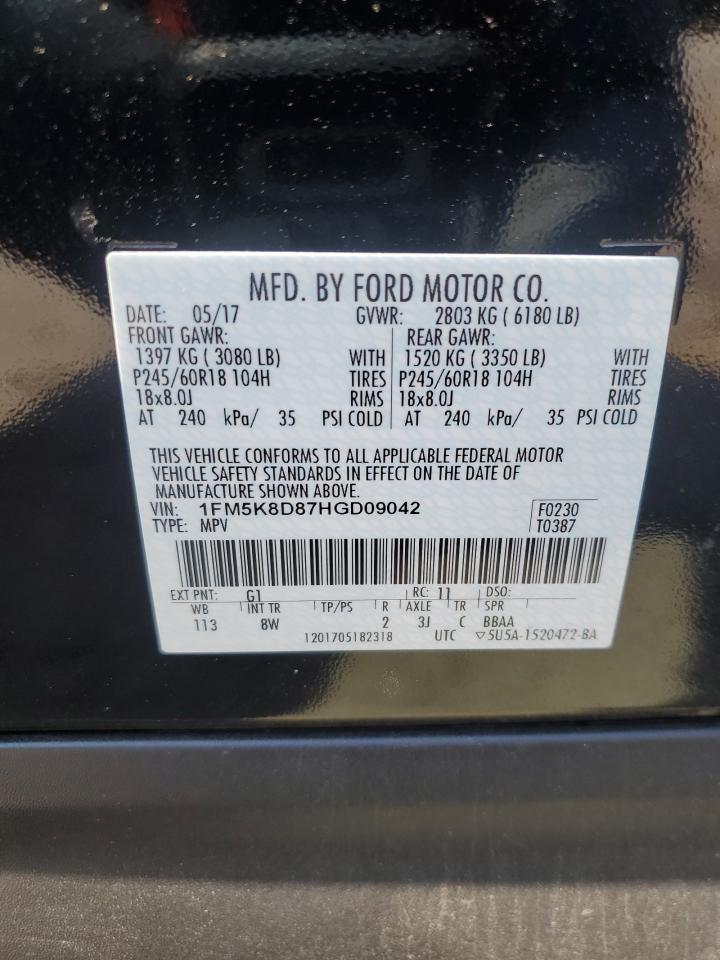 MFD. BY FORD MOTOR CO.
DATE: 05/17 GVWR: 2803 KG ( 6180 LB)
FRONT GAWR: REAR GAWR:
1397 KG ( 3080 LB) WITH 1520 KG ( 3350 LB) WITH
P245/60R18 104H TIRES P245/60R18 104H TIRES
18x8.0J RIMS 18x8.0J RIMS
AT 240 kPa/ 35 PSI COLD AT 240 kPa/ 35 PSI COLD
THIS VEHICLE CONFORMS TO ALL APPLICABLE FEDERAL MOTOR
VEHICLE SAFETY STANDARDS IN EFFECT ON THE DATE OF
MANUFACTURE SHOWN ABOVE.
VIN: 1FM5K8D87HGD09042 F0230
TYPE: MPV T0387
EXT PNT: G1 RC: 11 DSO:
WB INT TR TP/PS R AXLE TR SPR
113 8W 2 3J C BBAA
1201705182318 UTC ▽5U5A-1520472-BA